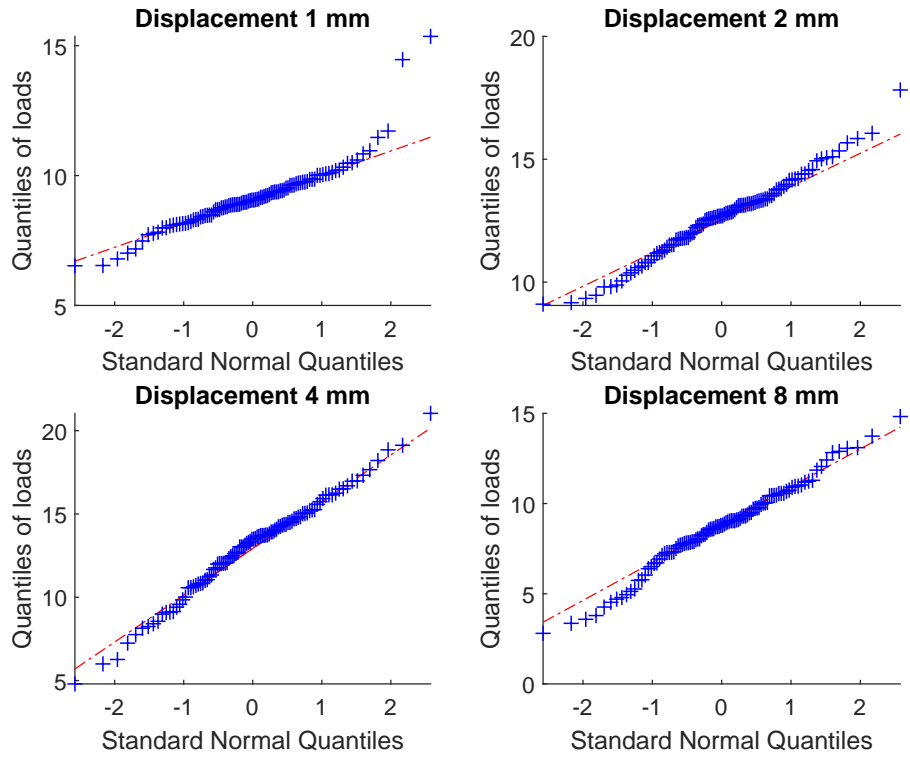 Displacement 1 mm
Quantiles of loads
15
10
5
-2 -1 0 1 2
Standard Normal Quantiles
Displacement 2 mm
Quantiles of loads
20
15
10
-2 -1 0 1 2
Standard Normal Quantiles
Displacement 4 mm
Quantiles of loads
20
15
10
5
-2 -1 0 1 2
Standard Normal Quantiles
Displacement 8 mm
Quantiles of loads
15
10
5
0
-2 -1 0 1 2
Standard Normal Quantiles